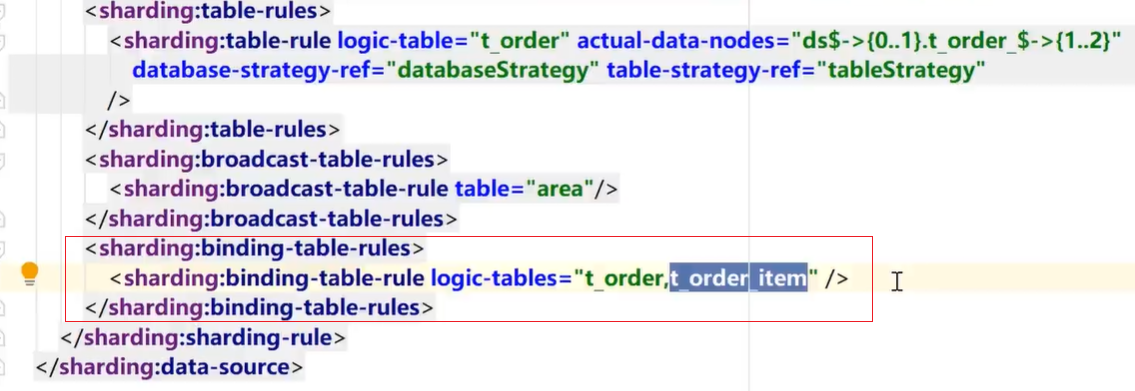 <sharding:table-rules>
<sharding:table-rule logic-table="t_order" actual-data-nodes="ds$->{0..1}.t_order_$->{1..2}"
database-strategy-ref="databaseStrategy" table-strategy-ref="tableStrategy"
/>
</sharding:table-rules>
<sharding:broadcast-table-rules>
<sharding:broadcast-table-rule table="area"/>
</sharding:broadcast-table-rules>
<sharding:binding-table-rules>
<sharding:binding-table-rule logic-tables="t_order,t_order_item" />
</sharding:binding-table-rules>
</sharding:sharding-rule>
</sharding:data-source>